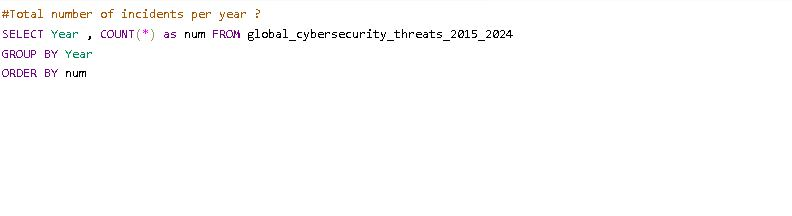 #Total number of incidents per year ?
SELECT Year , COUNT(*) as num FROM global_cybersecurity_threats_2015_2024
GROUP BY Year
ORDER BY num